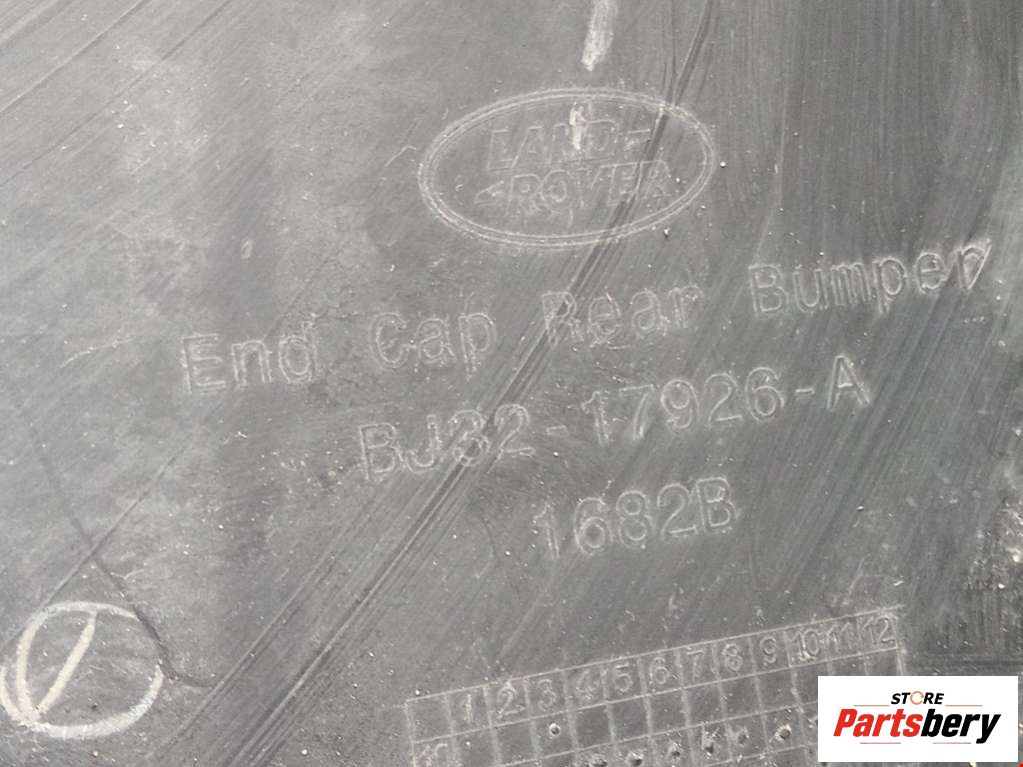 LAND-
-ROVER
End Cap Rear Bumper
BJ32-17926-A
1682B
1 2 3 4 5 6 7 8 9 10 11 12
STORE
Partsbery